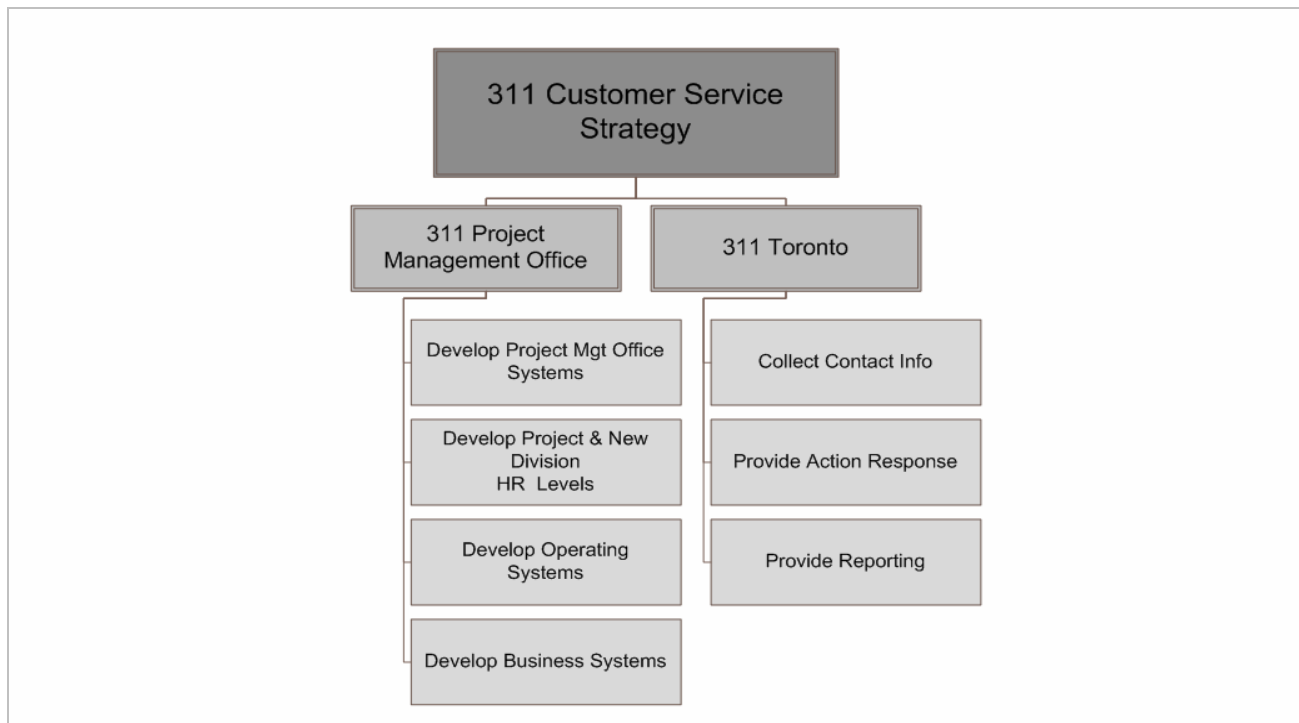 311 Customer Service
Strategy
311 Project
Management Office
311 Toronto
Develop Project Mgt Office
Systems
Collect Contact Info
Develop Project & New
Division
HR Levels
Provide Action Response
Develop Operating
Systems
Provide Reporting
Develop Business Systems